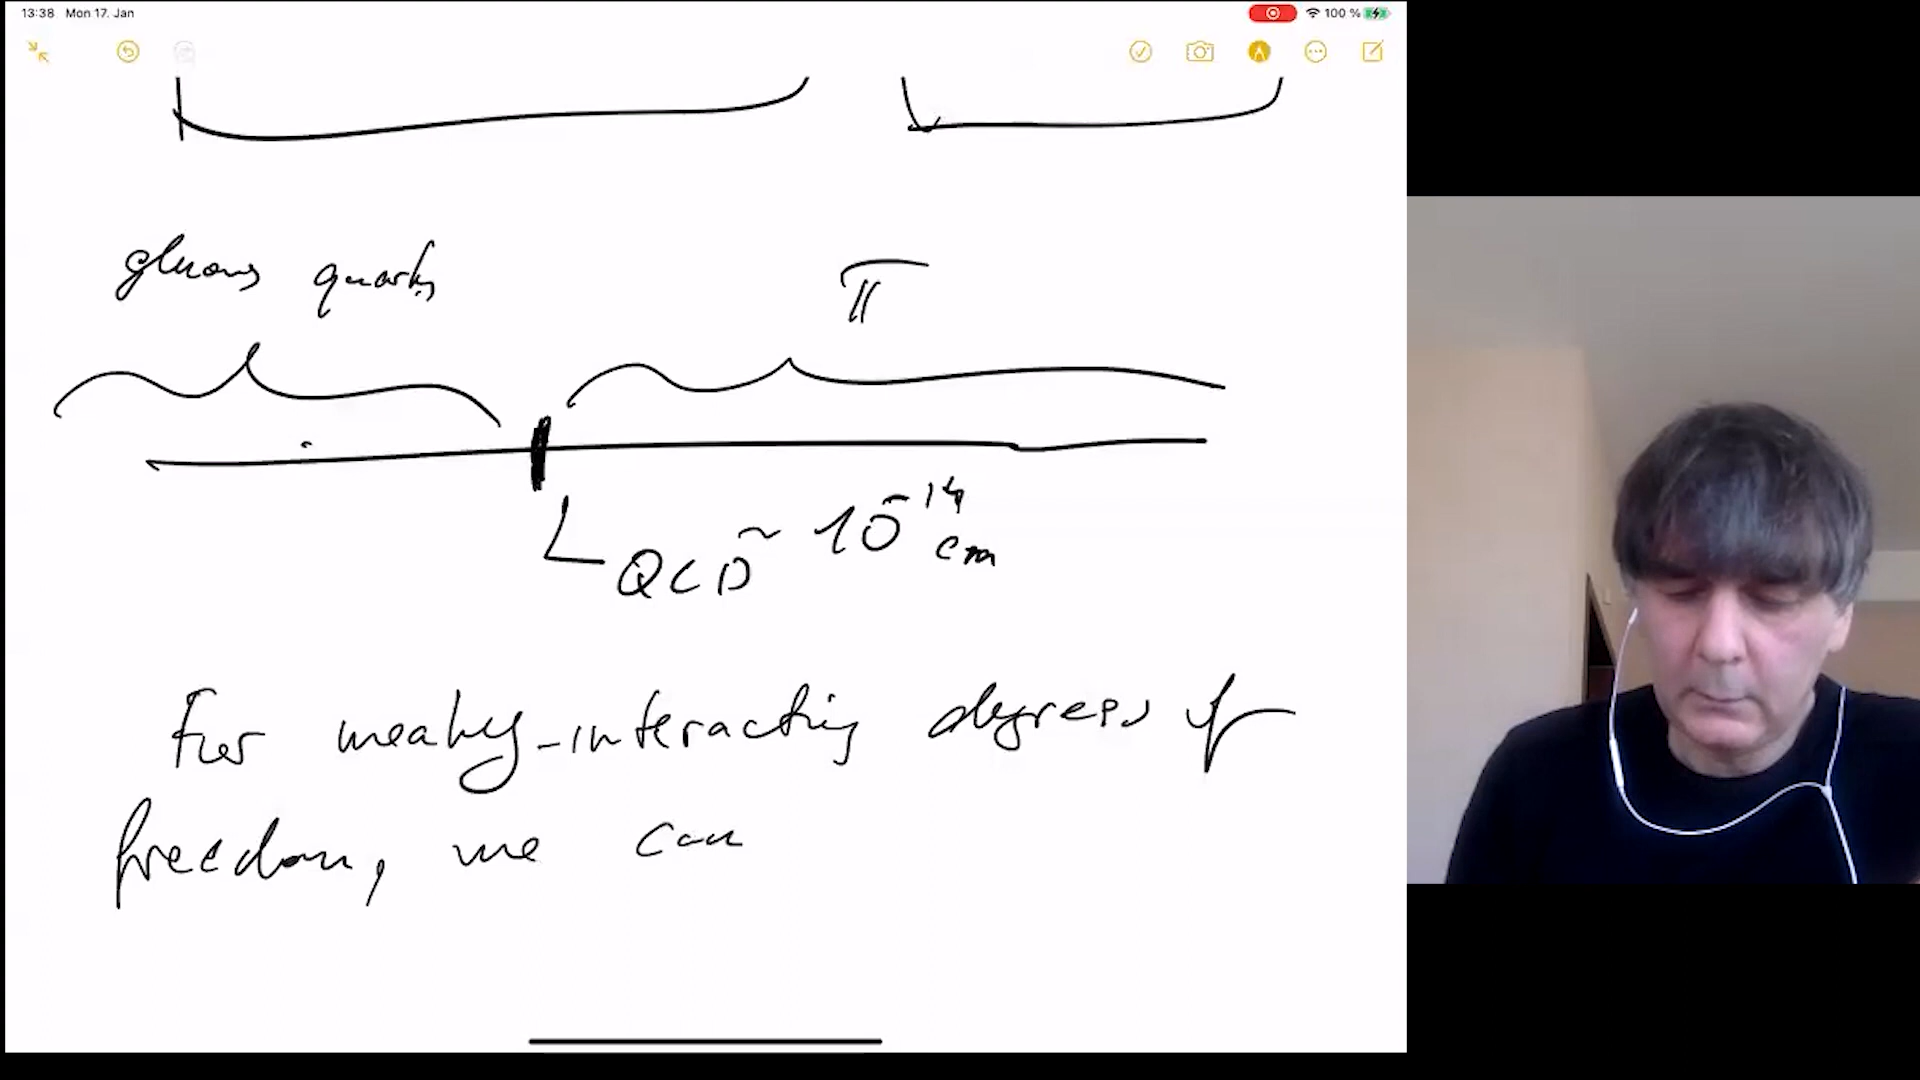 13:38 Mon 17. Jan 100 %
gluons quarks π
L QCD ~ 10^-14 cm
For weakly-interacting degrees of
freedom, we can